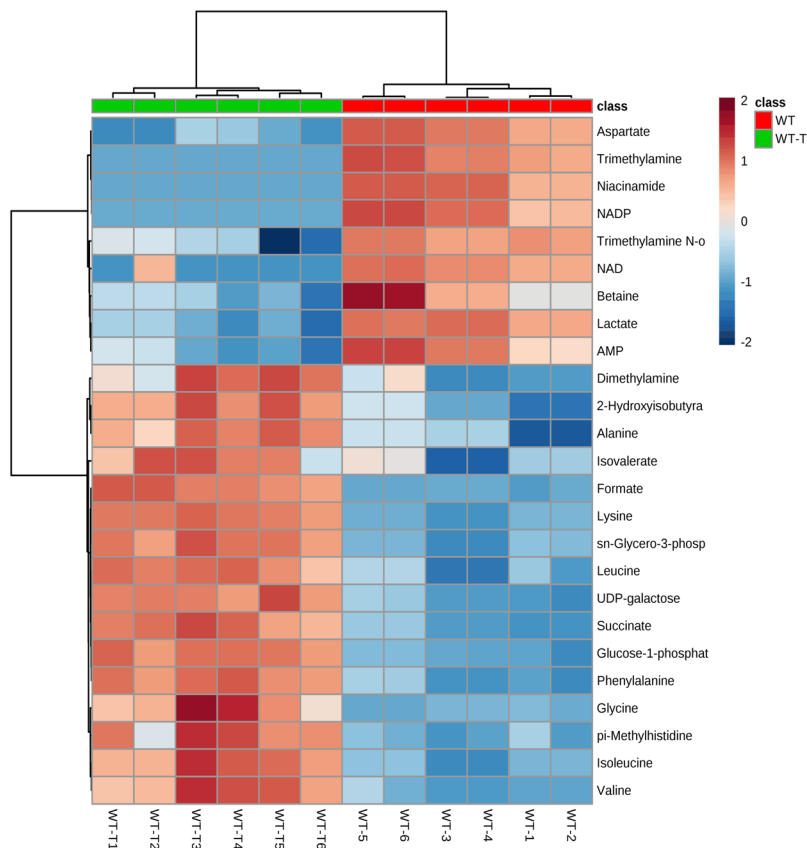 class
Aspartate
Trimethylamine
Niacinamide
NADP
Trimethylamine N-o
NAD
Betaine
Lactate
AMP
Dimethylamine
2-Hydroxyisobutyra
Alanine
Isovalerate
Formate
Lysine
sn-Glycero-3-phosp
Leucine
UDP-galactose
Succinate
Glucose-1-phosphat
Phenylalanine
Glycine
pi-Methylhistidine
Isoleucine
Valine
2
1
0
-1
-2
class
WT
WT-T
WT-T1
WT-T2
WT-T3
WT-T4
WT-T5
WT-T6
WT-5
WT-6
WT-3
WT-4
WT-1
WT-2